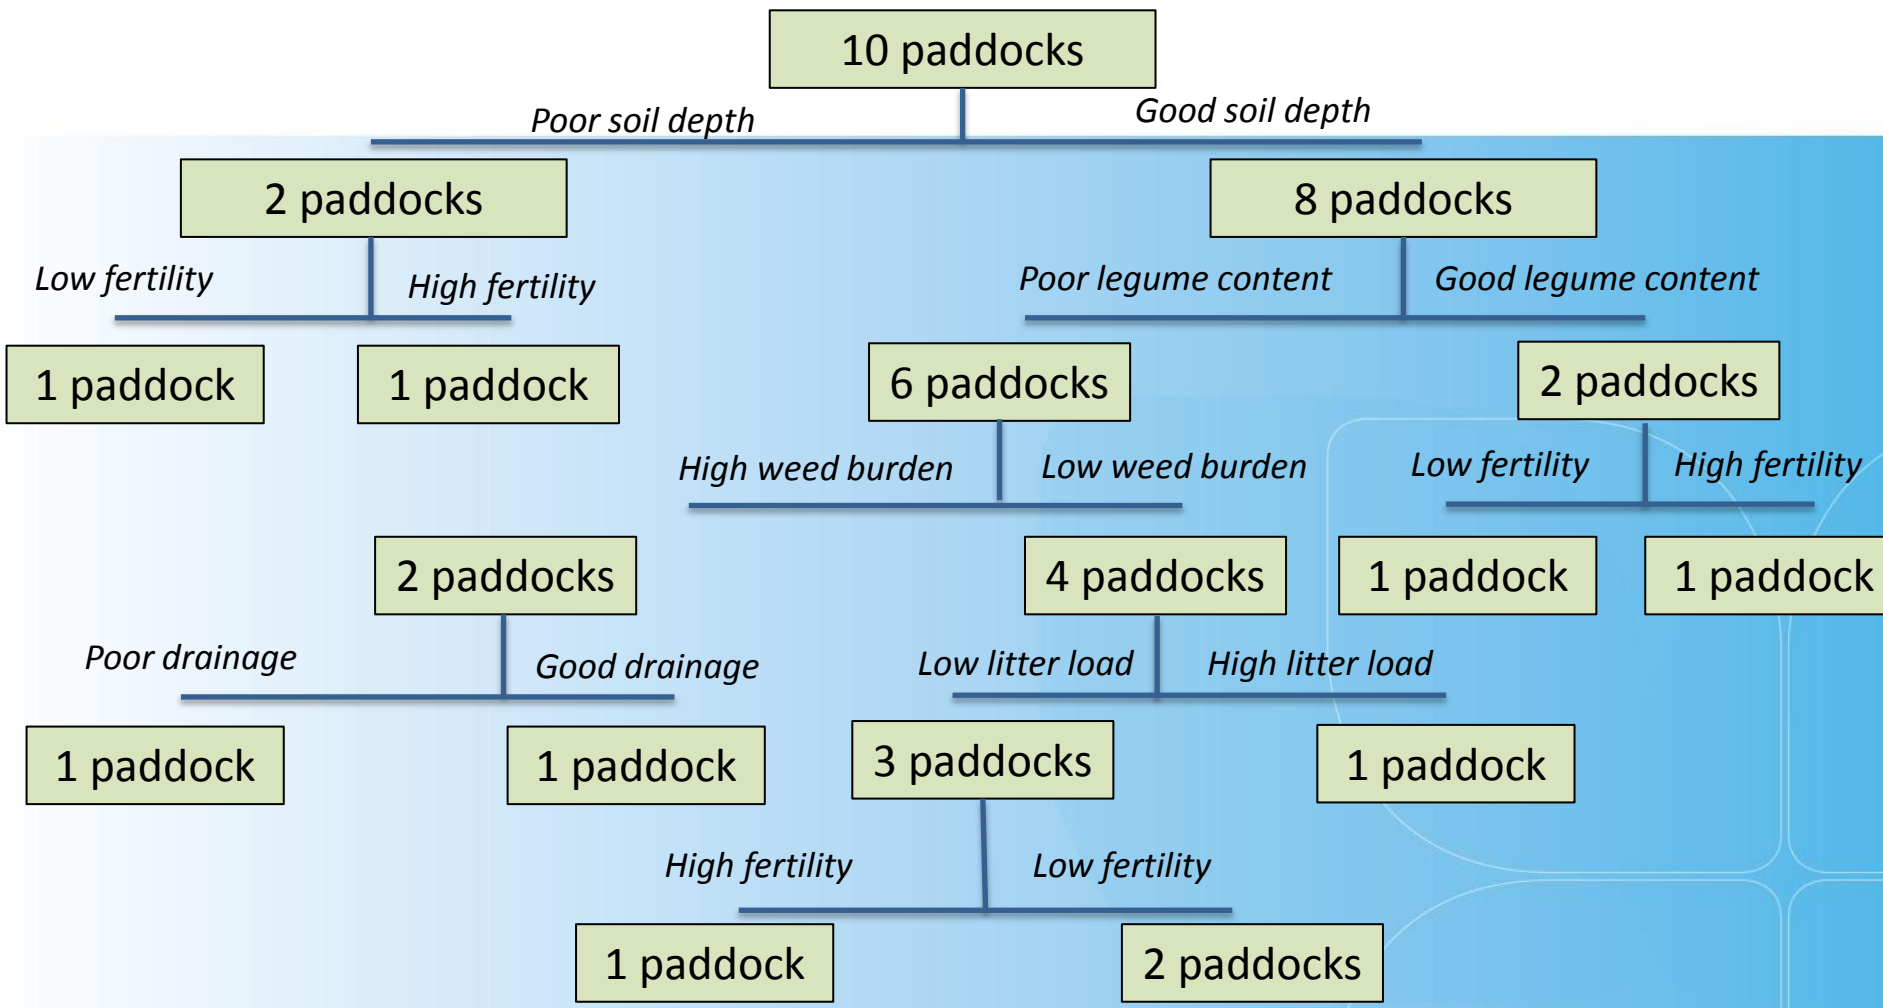 10 paddocks
Poor soil depth
Good soil depth
2 paddocks
8 paddocks
Low fertility
High fertility
Poor legume content
Good legume content
1 paddock
1 paddock
6 paddocks
2 paddocks
High weed burden
Low weed burden
Low fertility
High fertility
2 paddocks
4 paddocks
1 paddock
1 paddock
Poor drainage
Good drainage
Low litter load
High litter load
1 paddock
1 paddock
3 paddocks
1 paddock
High fertility
Low fertility
1 paddock
2 paddocks